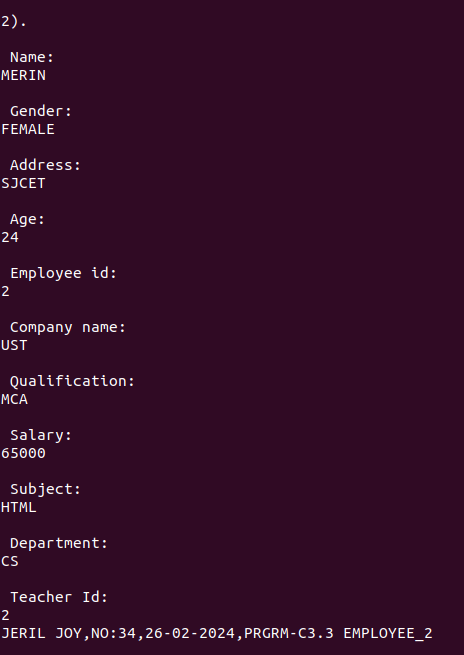 2).
Name:
MERIN
Gender:
FEMALE
Address:
SJCET
Age:
24
Employee id:
2
Company name:
UST
Qualification:
MCA
Salary:
65000
Subject:
HTML
Department:
CS
Teacher Id:
2
JERIL JOY,NO:34,26-02-2024,PRGRM-C3.3 EMPLOYEE_2